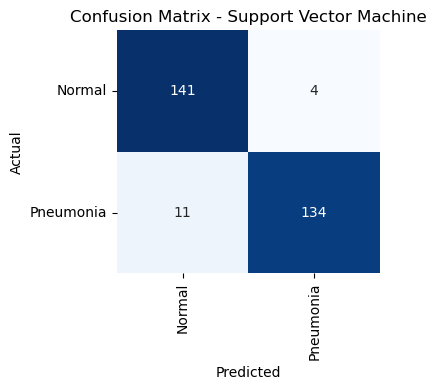 Confusion Matrix - Support Vector Machine
Actual
Normal
141
4
Pneumonia
11
134
Normal
Pneumonia
Predicted